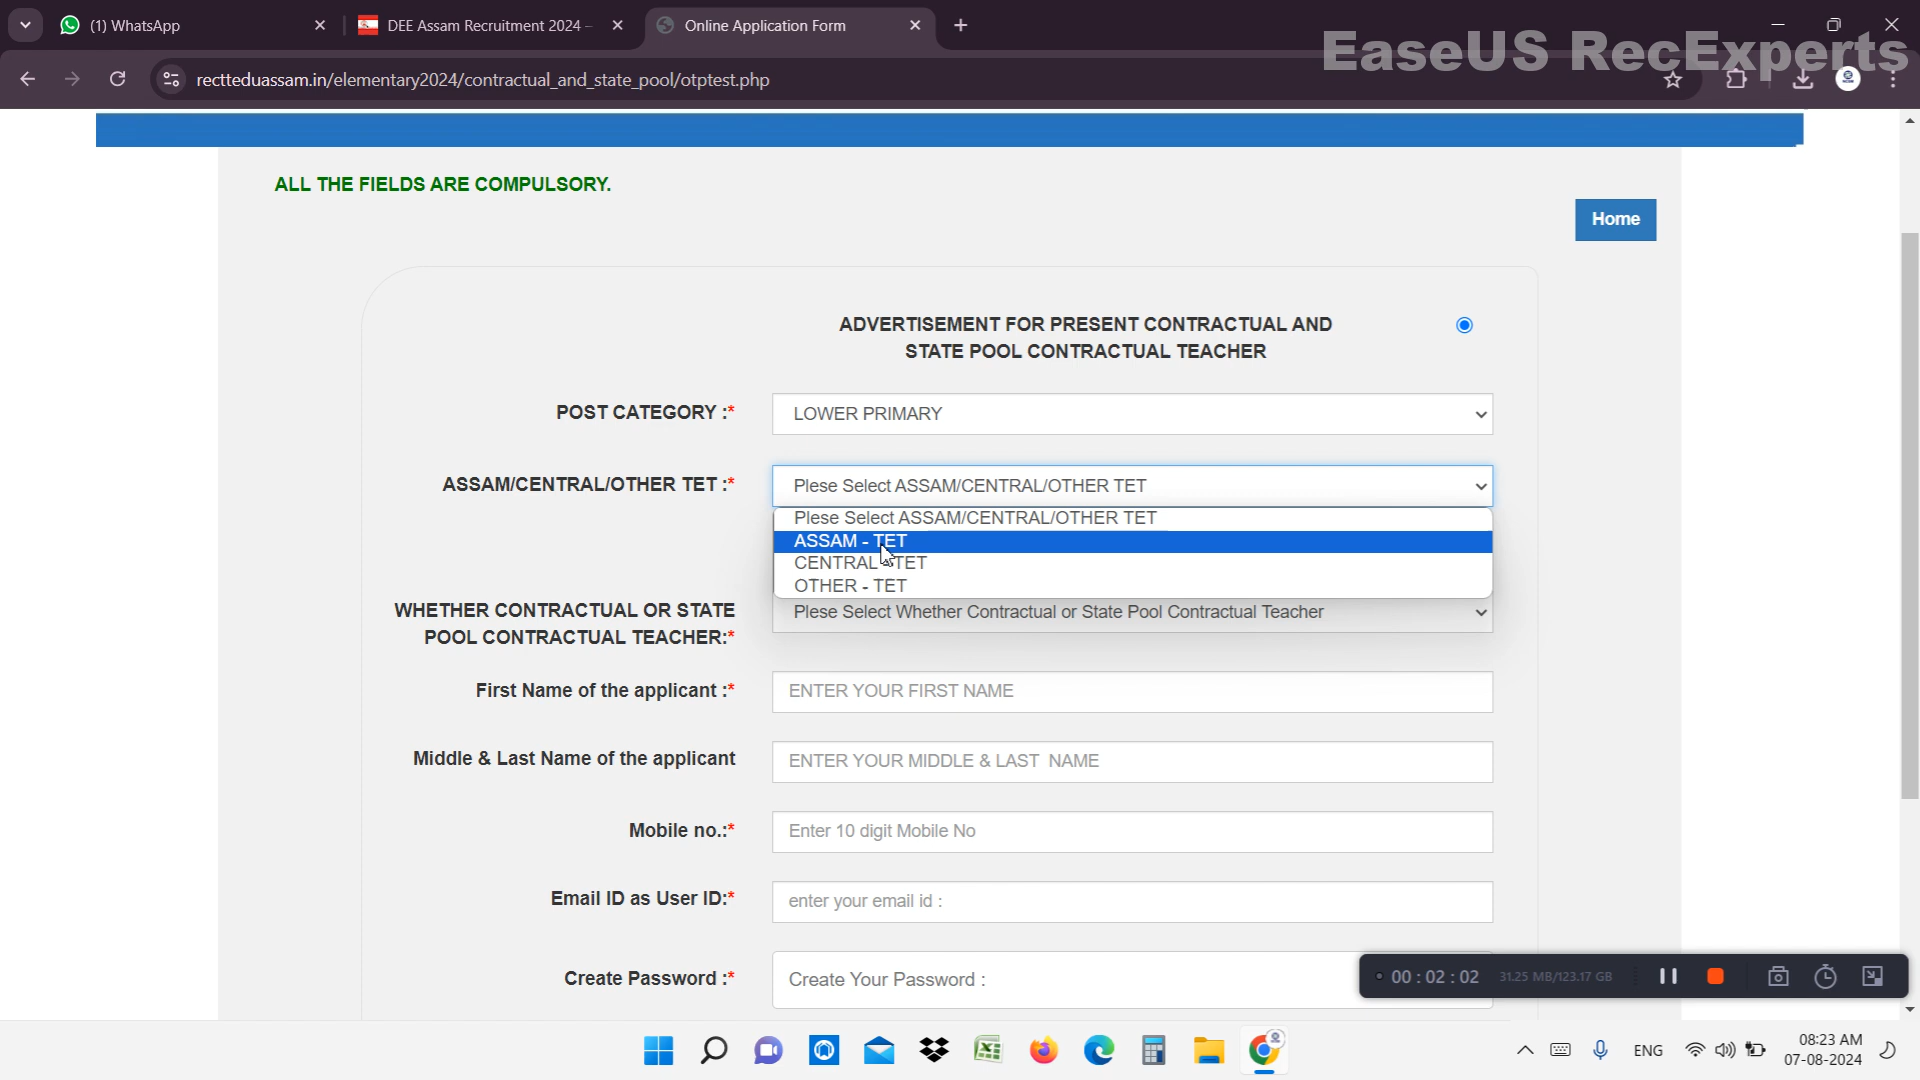 (1) WhatsApp
DEE Assam Recruitment 2024 –
Online Application Form
EaseUS RecExperts
rectteduassam.in/elementary2024/contractual_and_state_pool/otptest.php
ALL THE FIELDS ARE COMPULSORY.
Home
ADVERTISEMENT FOR PRESENT CONTRACTUAL AND
STATE POOL CONTRACTUAL TEACHER
POST CATEGORY :*
LOWER PRIMARY
ASSAM/CENTRAL/OTHER TET :*
Plese Select ASSAM/CENTRAL/OTHER TET
Plese Select ASSAM/CENTRAL/OTHER TET
ASSAM - TET
CENTRAL - TET
OTHER - TET
WHETHER CONTRACTUAL OR STATE
POOL CONTRACTUAL TEACHER:*
Plese Select Whether Contractual or State Pool Contractual Teacher
First Name of the applicant :*
ENTER YOUR FIRST NAME
Middle & Last Name of the applicant
ENTER YOUR MIDDLE & LAST NAME
Mobile no.:*
Enter 10 digit Mobile No
Email ID as User ID:*
enter your email id :
Create Password :*
Create Your Password :
00 : 02 : 02
31.25 MB/123.17 GB
ENG
08:23 AM
07-08-2024